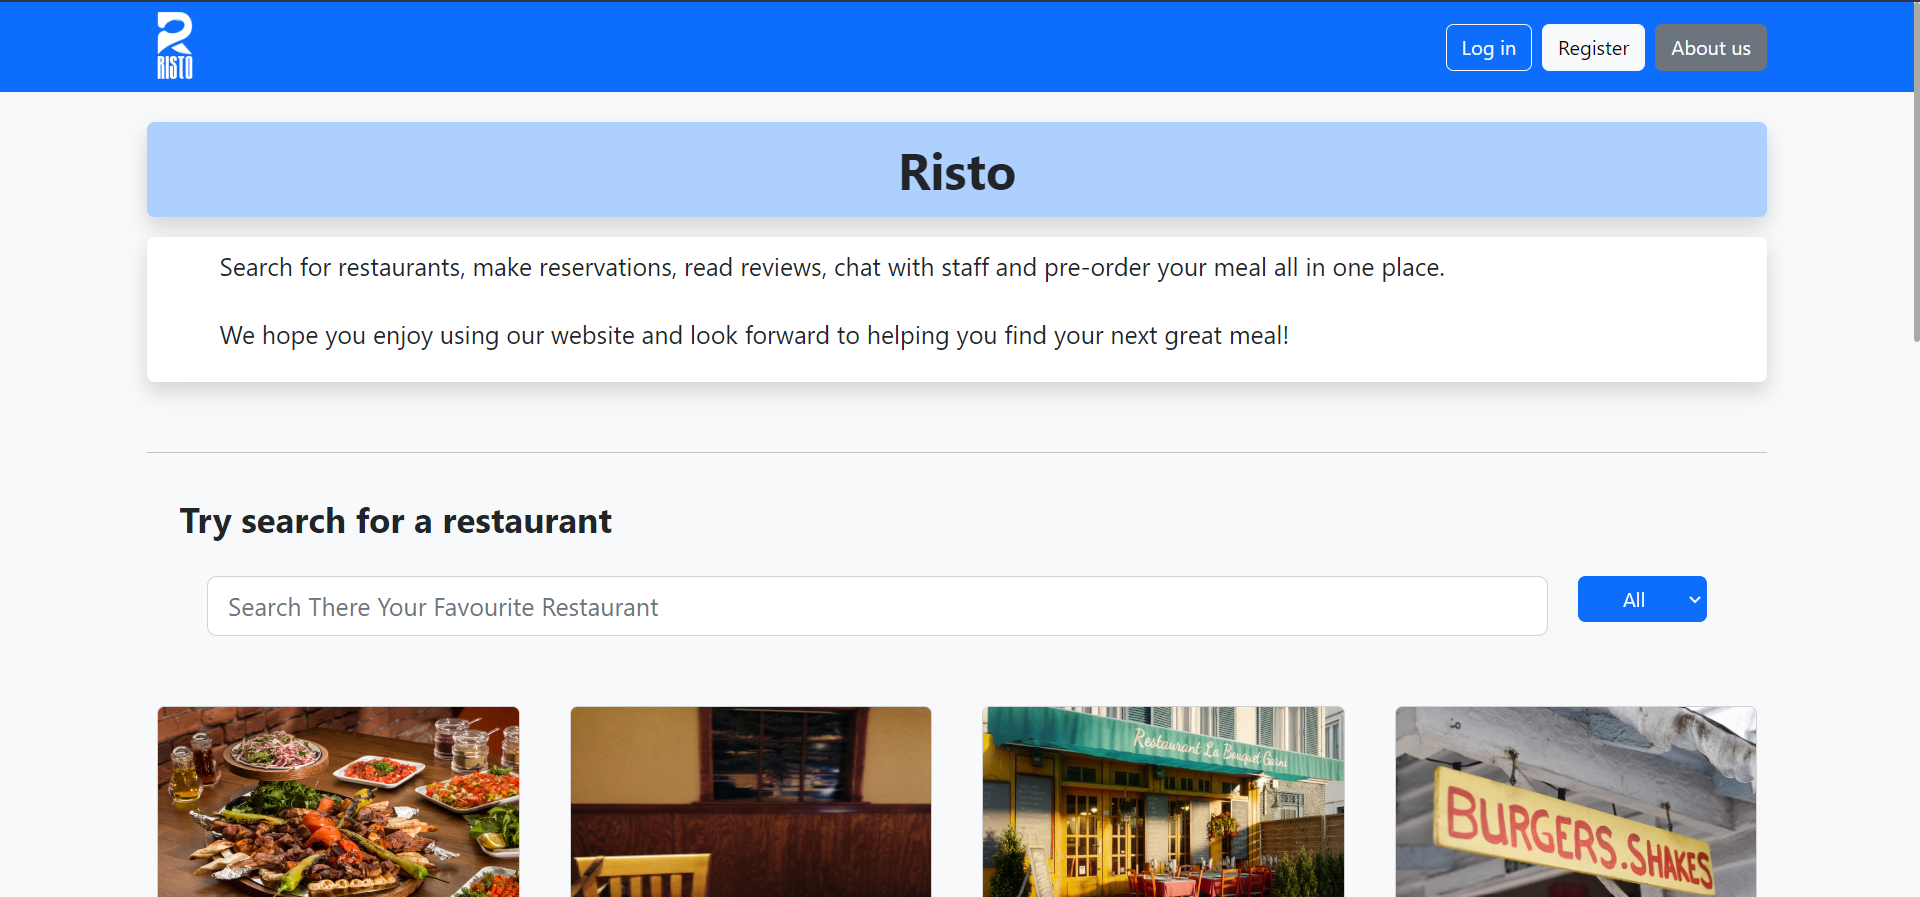 RISTO
Log in
Register
About us
Risto
Search for restaurants, make reservations, read reviews, chat with staff and pre-order your meal all in one place.
We hope you enjoy using our website and look forward to helping you find your next great meal!
Try search for a restaurant
Search There Your Favourite Restaurant
All
Restaurant La Bouquet Garni
BURGERS.SHAKES